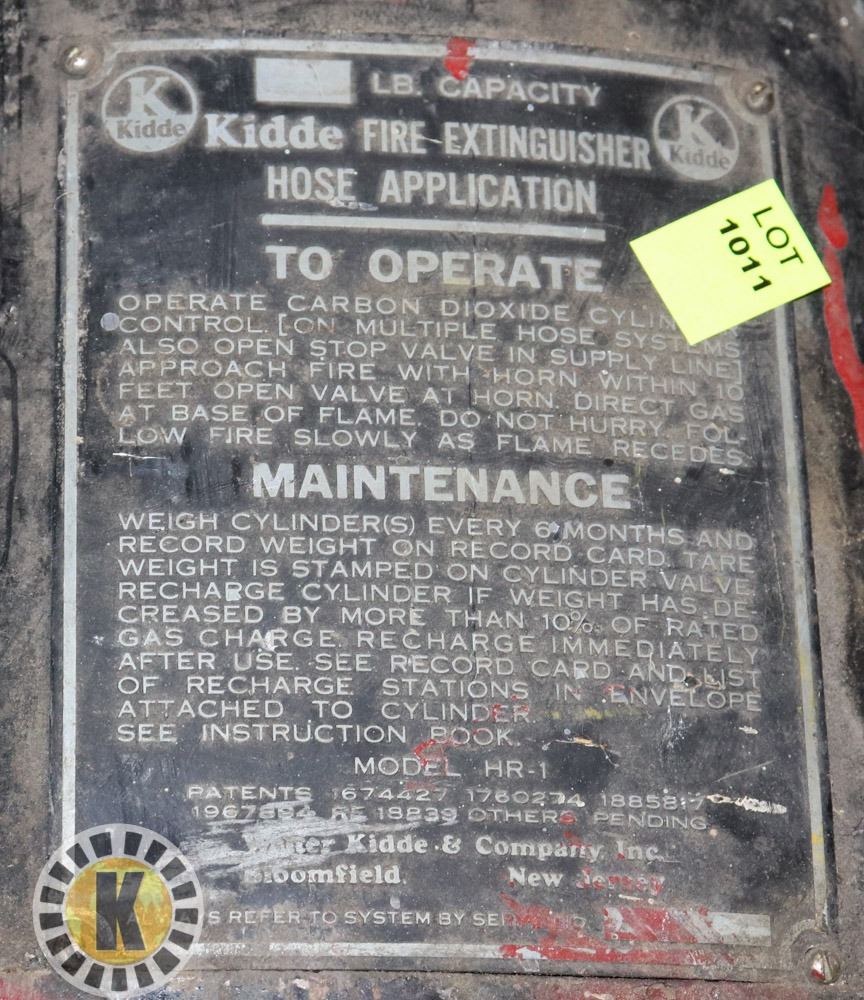 LB. CAPACITY
K
Kidde
Kidde FIRE EXTINGUISHER
K
Kidde
HOSE APPLICATION
LOT
1011
TO OPERATE
OPERATE CARBON DIOXIDE
CONTROL. [ON MULTIPLE HOSE SYSTEMS
ALSO OPEN STOP VALVE IN SUPPLY LINE]
APPROACH FIRE WITH HORN WITHIN 10
FEET OPEN VALVE AT HORN. DIRECT GAS
AT BASE OF FLAME. DO NOT HURRY. FOL-
LOW FIRE SLOWLY AS FLAME RECEDES.
MAINTENANCE
WEIGH CYLINDER(S) EVERY 6 MONTHS AND
RECORD WEIGHT ON RECORD CARD. TARE
WEIGHT IS STAMPED ON CYLINDER VALVE.
RECHARGE CYLINDER IF WEIGHT HAS DE-
CREASED BY MORE THAN 10% OF RATED
GAS CHARGE. RECHARGE IMMEDIATELY
AFTER USE. SEE RECORD CARD AND LIST
OF RECHARGE STATIONS IN ENVELOPE
ATTACHED TO CYLINDER.
SEE INSTRUCTION BOOK.
MODEL HR-1
PATENTS 1674427 1760274 1885817
RE 18839 OTHERS PENDING
Kidde & Company, Inc.
Bloomfield, New Jersey
REFER TO SYSTEM BY
K